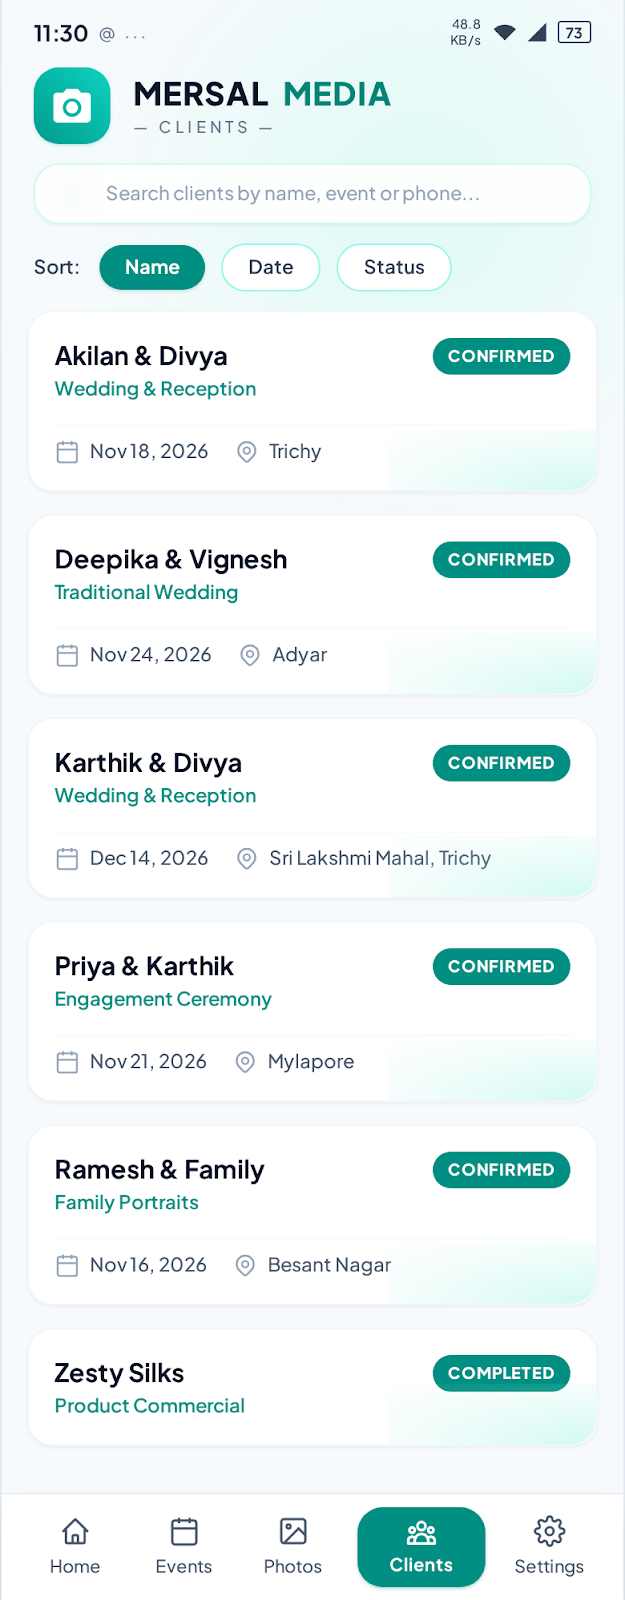 11:30 @ ...
48.8 KB/s
73
MERSAL MEDIA
— CLIENTS —
Search clients by name, event or phone...
Sort: Name Date Status
Akilan & Divya CONFIRMED
Wedding & Reception
Nov 18, 2026 Trichy
Deepika & Vignesh CONFIRMED
Traditional Wedding
Nov 24, 2026 Adyar
Karthik & Divya CONFIRMED
Wedding & Reception
Dec 14, 2026 Sri Lakshmi Mahal, Trichy
Priya & Karthik CONFIRMED
Engagement Ceremony
Nov 21, 2026 Mylapore
Ramesh & Family CONFIRMED
Family Portraits
Nov 16, 2026 Besant Nagar
Zesty Silks COMPLETED
Product Commercial
Home Events Photos Clients Settings